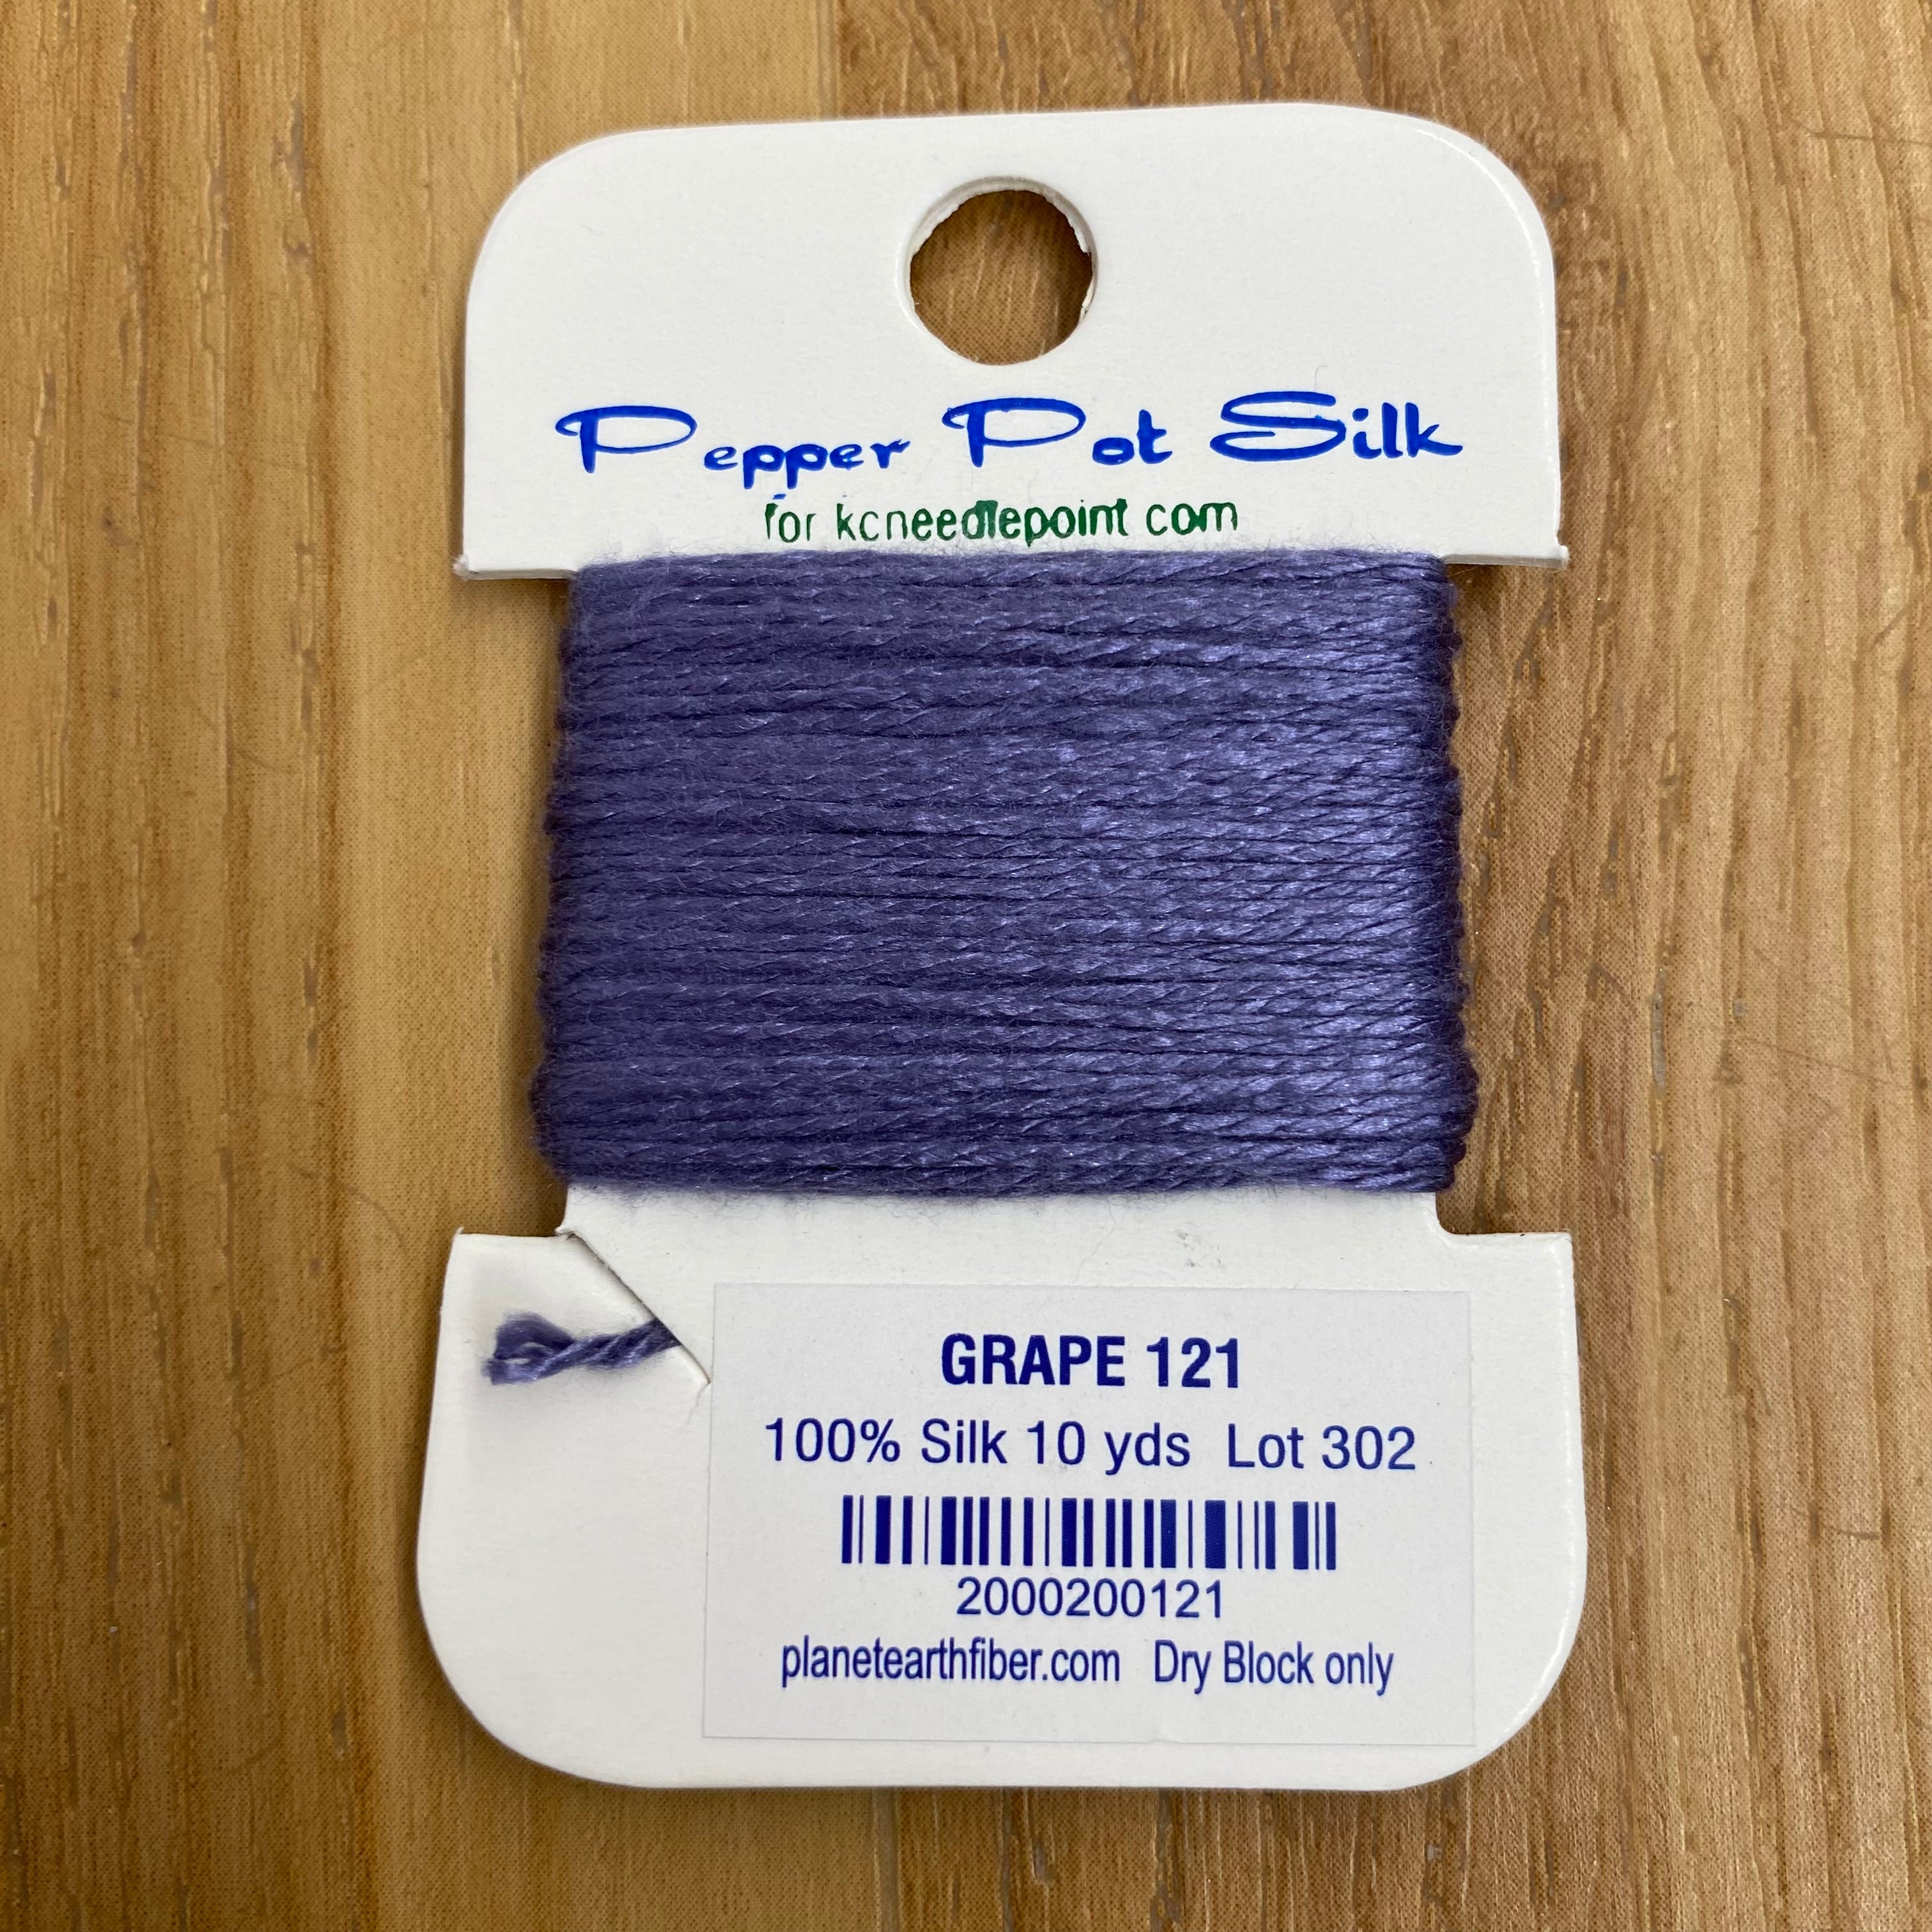 Pepper Pot Silk
for kcneedlepoint com
GRAPE 121
100% Silk 10 yds Lot 302
2000200121
planetearthfiber.com Dry Block only